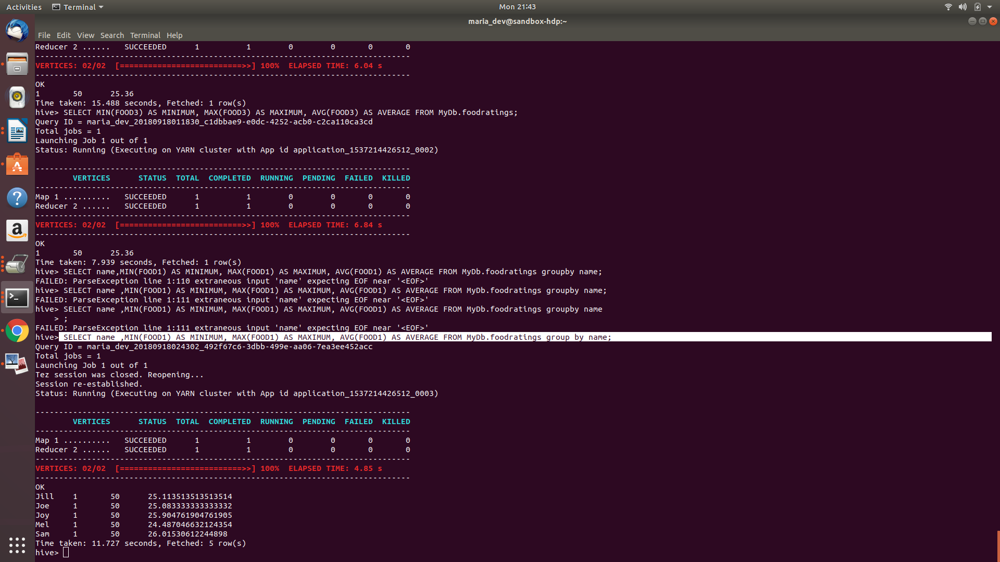 Activities Terminal Mon 21:43
maria_dev@sandbox-hdp:~
File Edit View Search Terminal Help
Reducer 2 ...... SUCCEEDED 1 1 0 0 0 0
--------------------------------------------------------------------------------
VERTICES: 02/02 [==========================>>] 100% ELAPSED TIME: 6.04 s
--------------------------------------------------------------------------------
OK
1 50 25.36
Time taken: 15.488 seconds, Fetched: 1 row(s)
hive> SELECT MIN(FOOD3) AS MINIMUM, MAX(FOOD3) AS MAXIMUM, AVG(FOOD3) AS AVERAGE FROM MyDb.foodratings;
Query ID = maria_dev_20180918011830_c1dbbae9-e0dc-4252-acb0-c2ca110ca3cd
Total jobs = 1
Launching Job 1 out of 1
Status: Running (Executing on YARN cluster with App id application_1537214426512_0002)
--------------------------------------------------------------------------------
VERTICES STATUS TOTAL COMPLETED RUNNING PENDING FAILED KILLED
--------------------------------------------------------------------------------
Map 1 .......... SUCCEEDED 1 1 0 0 0 0
Reducer 2 ...... SUCCEEDED 1 1 0 0 0 0
--------------------------------------------------------------------------------
VERTICES: 02/02 [==========================>>] 100% ELAPSED TIME: 6.84 s
--------------------------------------------------------------------------------
OK
1 50 25.36
Time taken: 7.939 seconds, Fetched: 1 row(s)
hive> SELECT name,MIN(FOOD1) AS MINIMUM, MAX(FOOD1) AS MAXIMUM, AVG(FOOD1) AS AVERAGE FROM MyDb.foodratings groupby name;
FAILED: ParseException line 1:110 extraneous input 'name' expecting EOF near '<EOF>'
hive> SELECT name ,MIN(FOOD1) AS MINIMUM, MAX(FOOD1) AS MAXIMUM, AVG(FOOD1) AS AVERAGE FROM MyDb.foodratings groupby name;
FAILED: ParseException line 1:111 extraneous input 'name' expecting EOF near '<EOF>'
hive> SELECT name ,MIN(FOOD1) AS MINIMUM, MAX(FOOD1) AS MAXIMUM, AVG(FOOD1) AS AVERAGE FROM MyDb.foodratings groupby name
> ;
FAILED: ParseException line 1:111 extraneous input 'name' expecting EOF near '<EOF>'
hive> SELECT name ,MIN(FOOD1) AS MINIMUM, MAX(FOOD1) AS MAXIMUM, AVG(FOOD1) AS AVERAGE FROM MyDb.foodratings group by name;
Query ID = maria_dev_20180918024302_492f67c6-3dbb-499e-aa06-7ea3ee452acc
Total jobs = 1
Launching Job 1 out of 1
Tez session was closed. Reopening...
Session re-established.
Status: Running (Executing on YARN cluster with App id application_1537214426512_0003)
--------------------------------------------------------------------------------
VERTICES STATUS TOTAL COMPLETED RUNNING PENDING FAILED KILLED
--------------------------------------------------------------------------------
Map 1 .......... SUCCEEDED 1 1 0 0 0 0
Reducer 2 ...... SUCCEEDED 1 1 0 0 0 0
--------------------------------------------------------------------------------
VERTICES: 02/02 [==========================>>] 100% ELAPSED TIME: 4.85 s
--------------------------------------------------------------------------------
OK
Jill 1 50 25.113513513513514
Joe 1 50 25.083333333333332
Joy 1 50 25.904761904761905
Mel 1 50 24.487046632124354
Sam 1 50 26.01530612244898
Time taken: 11.727 seconds, Fetched: 5 row(s)
hive>